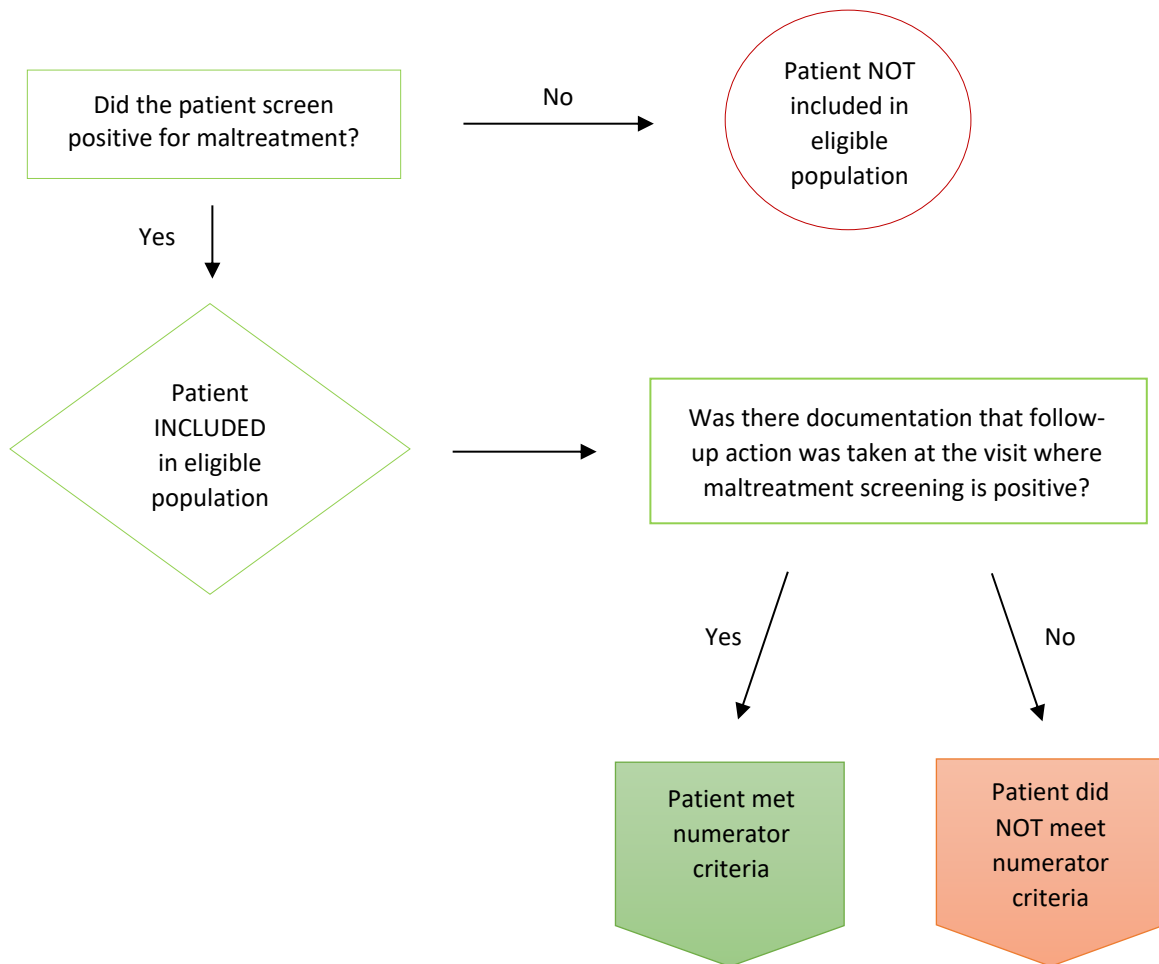 Did the patient screen
positive for maltreatment?
No
Patient NOT
included in
eligible
population
Yes
Patient
INCLUDED
in eligible
population
Was there documentation that follow-
up action was taken at the visit where
maltreatment screening is positive?
Yes
No
Patient met
numerator
criteria
Patient did
NOT meet
numerator
criteria